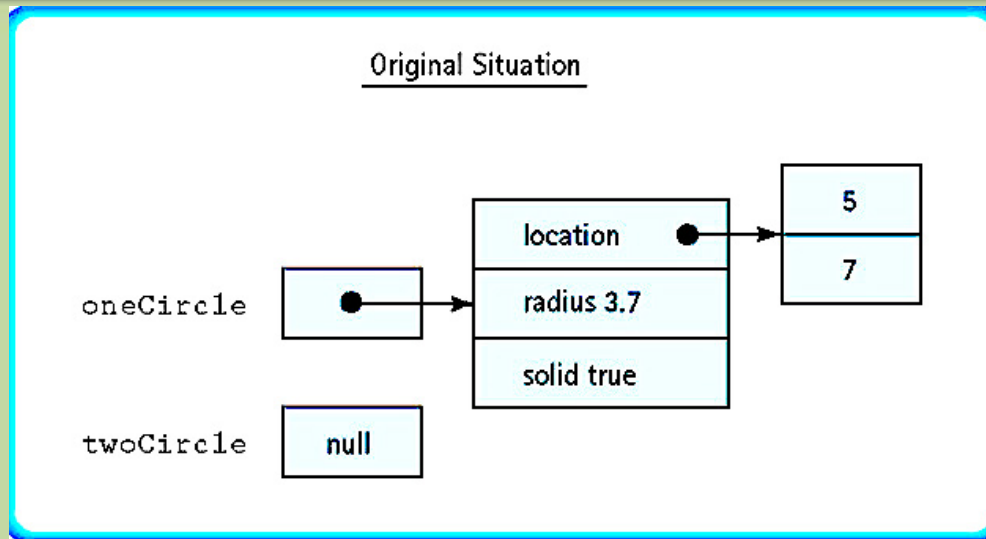 Original Situation
5
location
7
oneCircle
radius 3.7
solid true
twoCircle
null